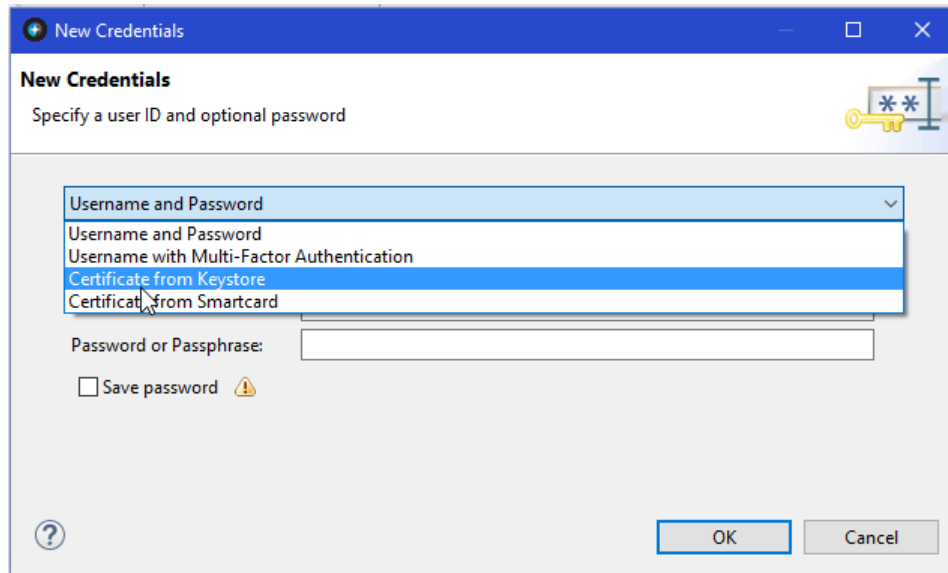 New Credentials
New Credentials
Specify a user ID and optional password
**
Username and Password
Username and Password
Username with Multi-Factor Authentication
Certificate from Keystore
Certificate from Smartcard
Password or Passphrase:
Save password
?
OK Cancel